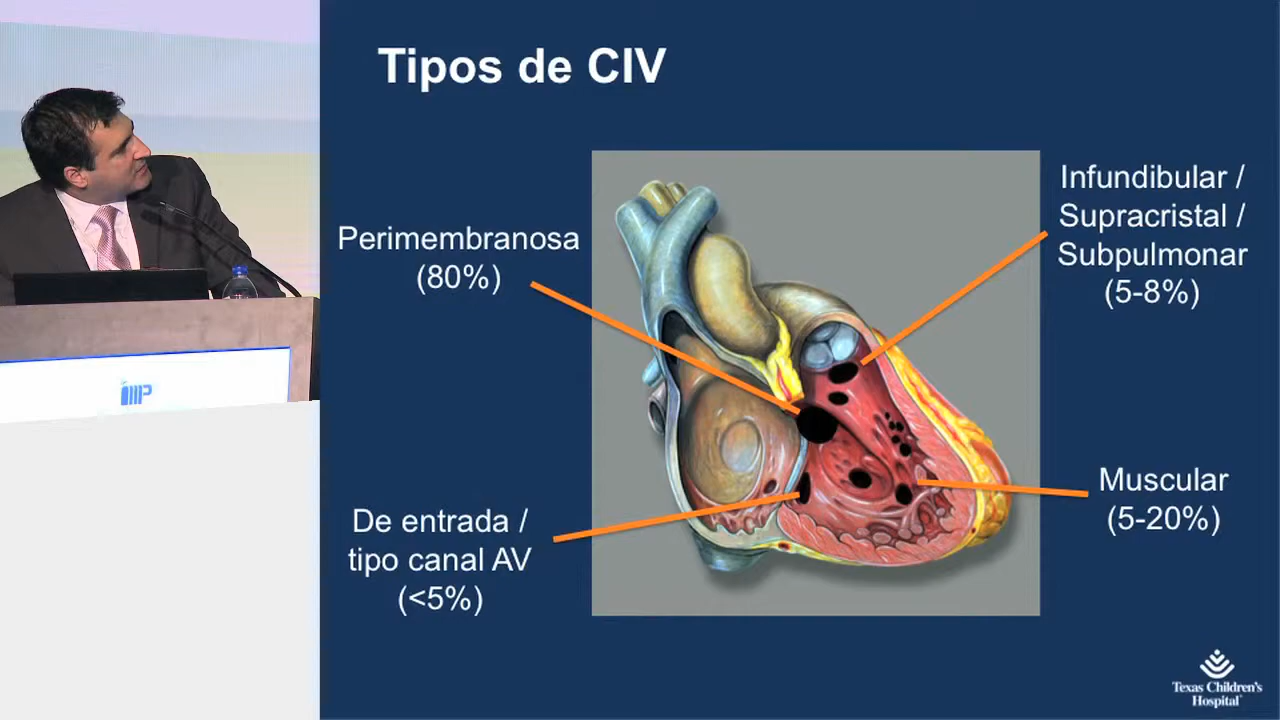 Tipos de CIV
Perimembranosa
(80%)
Infundibular /
Supracristal /
Subpulmonar
(5-8%)
De entrada /
tipo canal AV
(<5%)
Muscular
(5-20%)
Texas Children's
Hospital